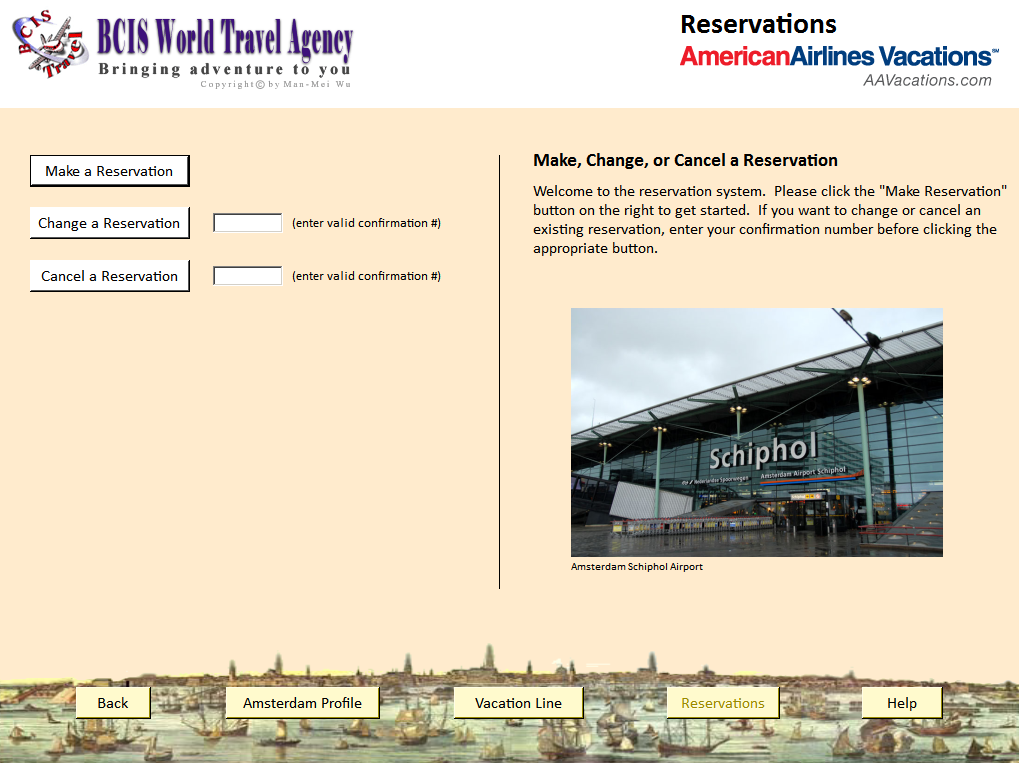 BCIS Travel
BCIS World Travel Agency
Bringing adventure to you
Copyright© by Man-Mei Wu
Reservations
AmericanAirlines Vacations℠
AAVacations.com
Make a Reservation
Change a Reservation (enter valid confirmation #)
Cancel a Reservation (enter valid confirmation #)
Make, Change, or Cancel a Reservation
Welcome to the reservation system. Please click the "Make Reservation"
button on the right to get started. If you want to change or cancel an
existing reservation, enter your confirmation number before clicking the
appropriate button.
Schiphol
Nederlandse Spoorwegen
Amsterdam Airport Schiphol
Amsterdam Schiphol Airport
Back
Amsterdam Profile
Vacation Line
Reservations
Help